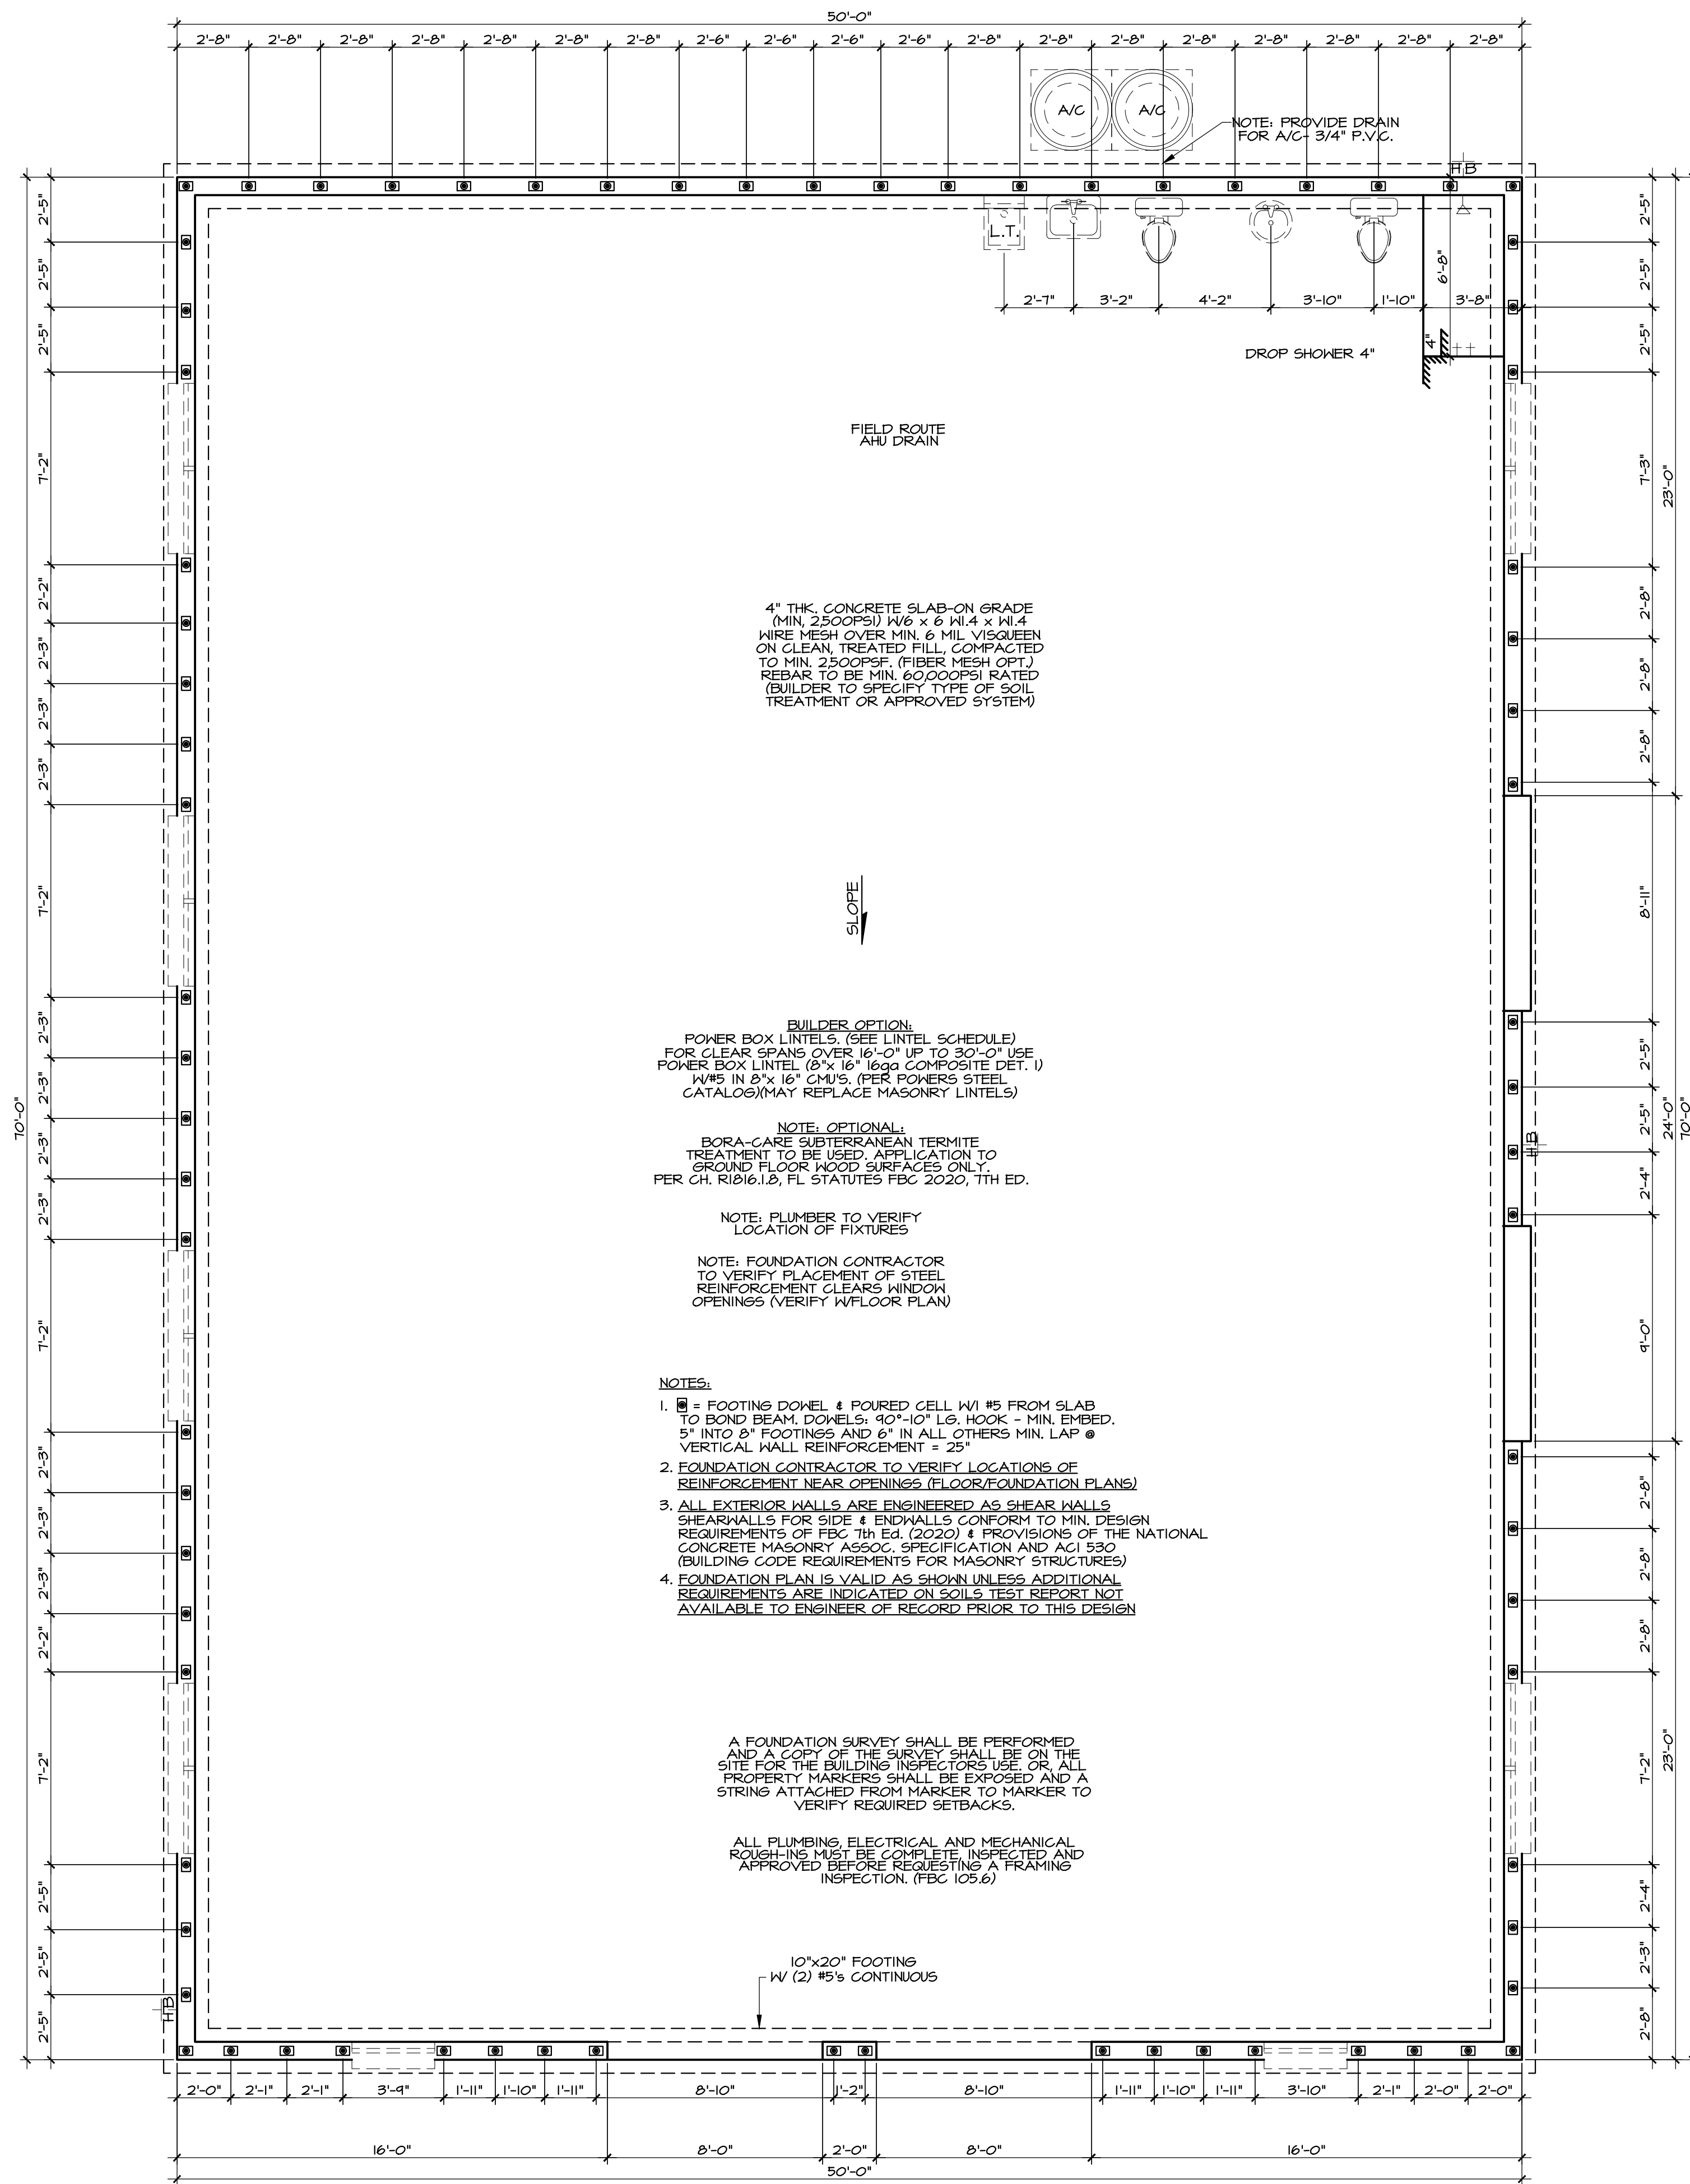 50'-0"
2'-8" 2'-8" 2'-8" 2'-8" 2'-8" 2'-8" 2'-8" 2'-6" 2'-6" 2'-6" 2'-6" 2'-8" 2'-8" 2'-8" 2'-8" 2'-8" 2'-8" 2'-8" 2'-8"
A/C A/C
NOTE: PROVIDE DRAIN
FOR A/C- 3/4" P.V.C.
HB
L.T.
2'-7" 3'-2" 4'-2" 3'-10" 1'-10" 3'-8"
6'-8"
4"
DROP SHOWER 4"
FIELD ROUTE
AHU DRAIN
4" THK. CONCRETE SLAB-ON GRADE
(MIN, 2,500PSI) W/6 x 6 W1.4 x W1.4
WIRE MESH OVER MIN. 6 MIL VISQUEEN
ON CLEAN, TREATED FILL, COMPACTED
TO MIN. 2,500PSF. (FIBER MESH OPT.)
REBAR TO BE MIN. 60,000PSI RATED
(BUILDER TO SPECIFY TYPE OF SOIL
TREATMENT OR APPROVED SYSTEM)
SLOPE
BUILDER OPTION:
POWER BOX LINTELS. (SEE LINTEL SCHEDULE)
FOR CLEAR SPANS OVER 16'-0" UP TO 30'-0" USE
POWER BOX LINTEL (8"x 16" 16ga COMPOSITE DET. 1)
W/#5 IN 8"x 16" CMU'S. (PER POWERS STEEL
CATALOG)(MAY REPLACE MASONRY LINTELS)
NOTE: OPTIONAL:
BORA-CARE SUBTERRANEAN TERMITE
TREATMENT TO BE USED. APPLICATION TO
GROUND FLOOR WOOD SURFACES ONLY.
PER CH. R1816.1.8, FL STATUTES FBC 2020, 7TH ED.
NOTE: PLUMBER TO VERIFY
LOCATION OF FIXTURES
NOTE: FOUNDATION CONTRACTOR
TO VERIFY PLACEMENT OF STEEL
REINFORCEMENT CLEARS WINDOW
OPENINGS (VERIFY W/FLOOR PLAN)
NOTES:
1. = FOOTING DOWEL & POURED CELL W/1 #5 FROM SLAB
TO BOND BEAM. DOWELS: 90°-10" LG. HOOK - MIN. EMBED.
5" INTO 8" FOOTINGS AND 6" IN ALL OTHERS MIN. LAP @
VERTICAL WALL REINFORCEMENT = 25"
2. FOUNDATION CONTRACTOR TO VERIFY LOCATIONS OF
REINFORCEMENT NEAR OPENINGS (FLOOR/FOUNDATION PLANS)
3. ALL EXTERIOR WALLS ARE ENGINEERED AS SHEAR WALLS
SHEARWALLS FOR SIDE & ENDWALLS CONFORM TO MIN. DESIGN
REQUIREMENTS OF FBC 7th Ed. (2020) & PROVISIONS OF THE NATIONAL
CONCRETE MASONRY ASSOC. SPECIFICATION AND ACI 530
(BUILDING CODE REQUIREMENTS FOR MASONRY STRUCTURES)
4. FOUNDATION PLAN IS VALID AS SHOWN UNLESS ADDITIONAL
REQUIREMENTS ARE INDICATED ON SOILS TEST REPORT NOT
AVAILABLE TO ENGINEER OF RECORD PRIOR TO THIS DESIGN
A FOUNDATION SURVEY SHALL BE PERFORMED
AND A COPY OF THE SURVEY SHALL BE ON THE
SITE FOR THE BUILDING INSPECTORS USE. OR, ALL
PROPERTY MARKERS SHALL BE EXPOSED AND A
STRING ATTACHED FROM MARKER TO MARKER TO
VERIFY REQUIRED SETBACKS.
ALL PLUMBING, ELECTRICAL AND MECHANICAL
ROUGH-INS MUST BE COMPLETE, INSPECTED AND
APPROVED BEFORE REQUESTING A FRAMING
INSPECTION. (FBC 105.6)
10"x20" FOOTING
W/ (2) #5's CONTINUOUS
70'-0"
2'-5"
2'-5"
2'-5"
7'-2"
2'-2"
2'-3"
2'-3"
2'-3"
7'-2"
2'-3"
2'-3"
2'-3"
2'-3"
7'-2"
2'-3"
2'-3"
2'-3"
2'-2"
7'-2"
2'-5"
2'-5"
2'-5"
HB
2'-5"
2'-5"
2'-5"
7'-3"
2'-8"
2'-8"
2'-8"
8'-11"
2'-5"
2'-5"
2'-4"
9'-0"
2'-8"
2'-8"
2'-8"
7'-2"
2'-4"
2'-3"
2'-8"
HB
23'-0"
24'-0"
23'-0"
70'-0"
2'-0" 2'-1" 2'-1" 3'-9" 1'-11" 1'-10" 1'-11" 8'-10" 1'-2" 8'-10" 1'-11" 1'-10" 1'-11" 3'-10" 2'-1" 2'-0" 2'-0"
16'-0" 8'-0" 2'-0" 8'-0" 16'-0"
50'-0"